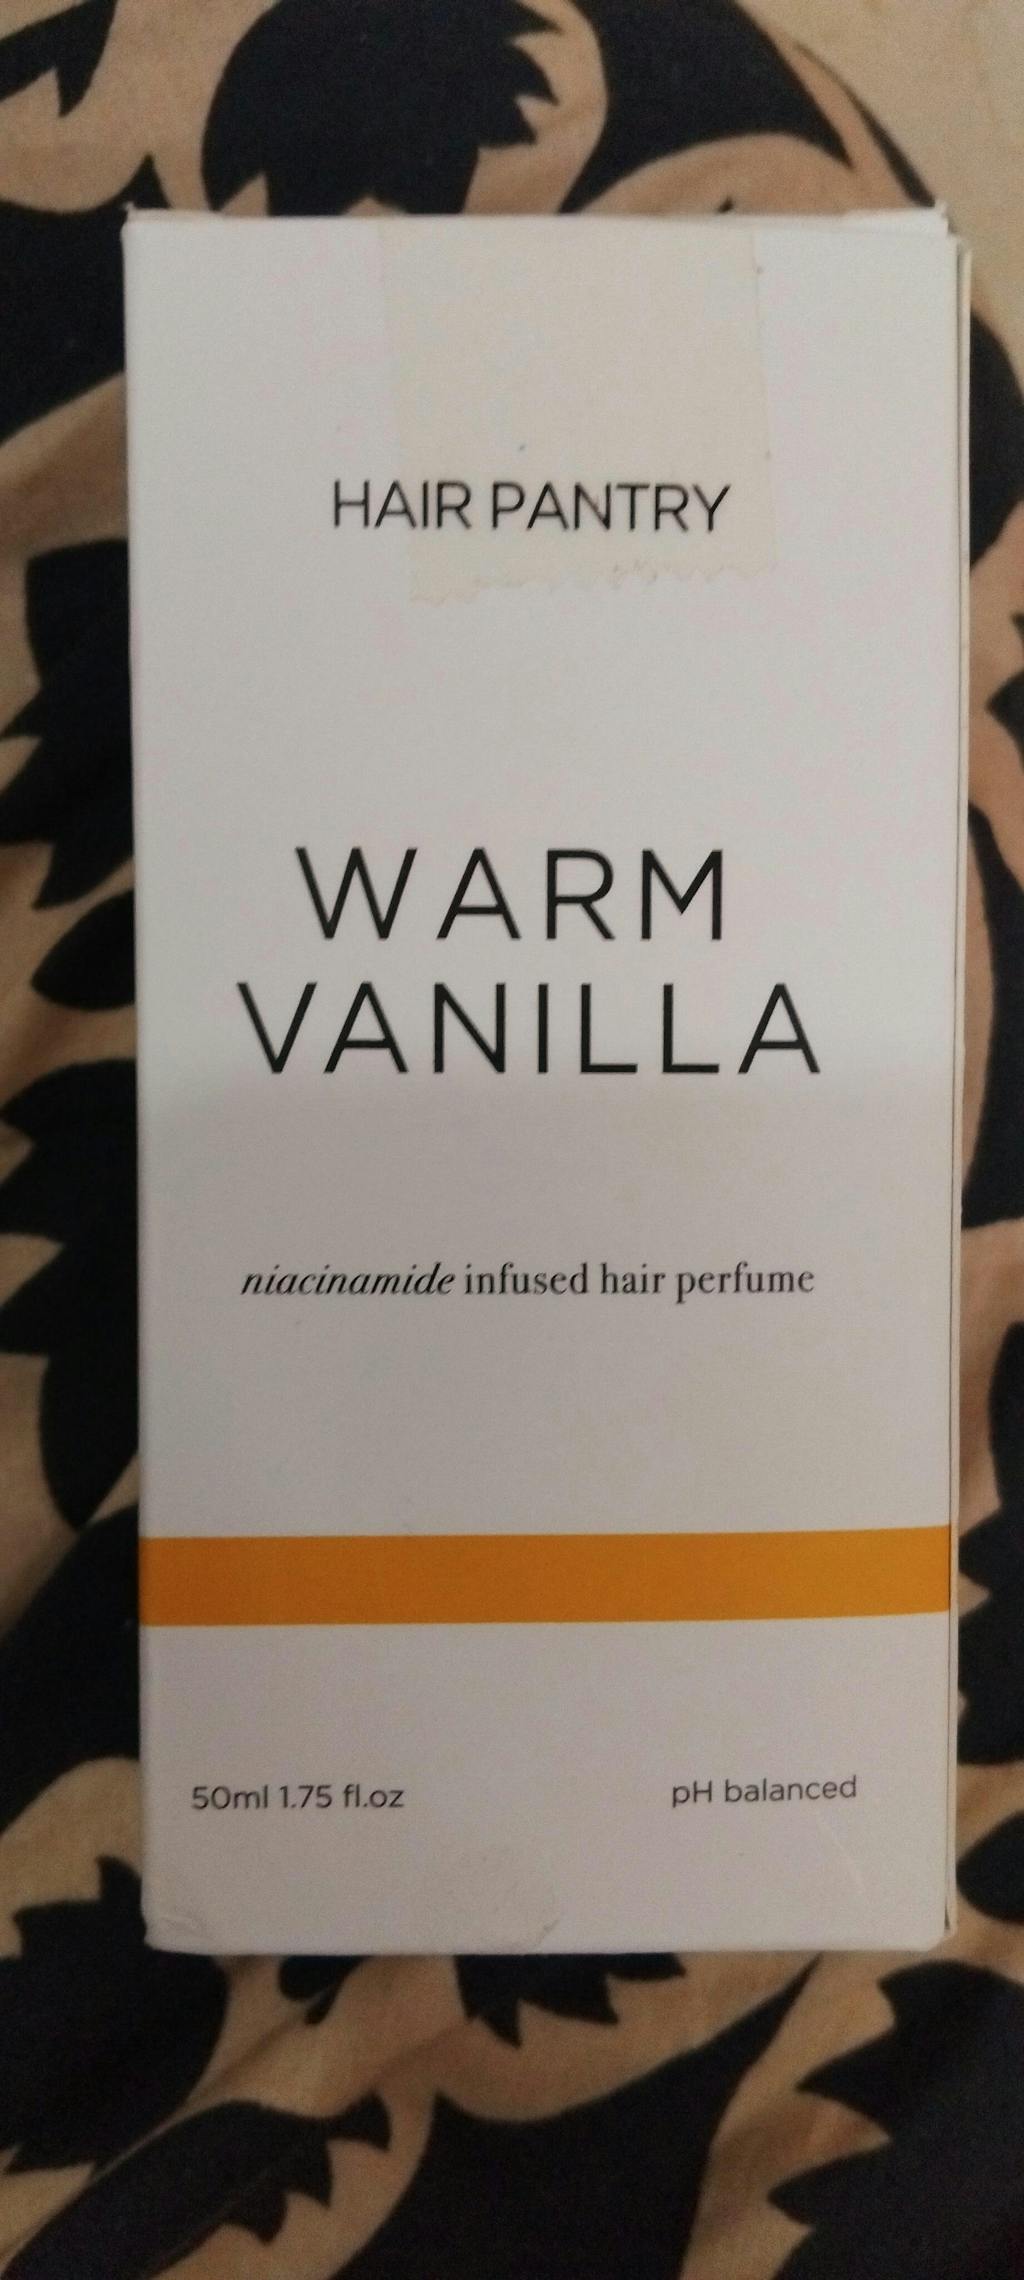 HAIR PANTRY
WARM
VANILLA
niacinamide infused hair perfume
50ml 1.75 fl.oz
pH balanced